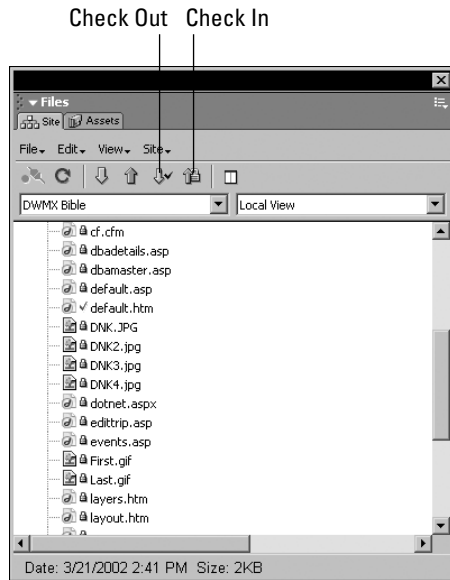 Check Out Check In
Files
Site Assets
File Edit View Site
DWMX Bible Local View
cf.cfm
dbadetails.asp
dbamaster.asp
default.asp
default.htm
DNK.JPG
DNK2.jpg
DNK3.jpg
DNK4.jpg
dotnet.aspx
edittrip.asp
events.asp
First.gif
Last.gif
layers.htm
layout.htm
Date: 3/21/2002 2:41 PM Size: 2KB